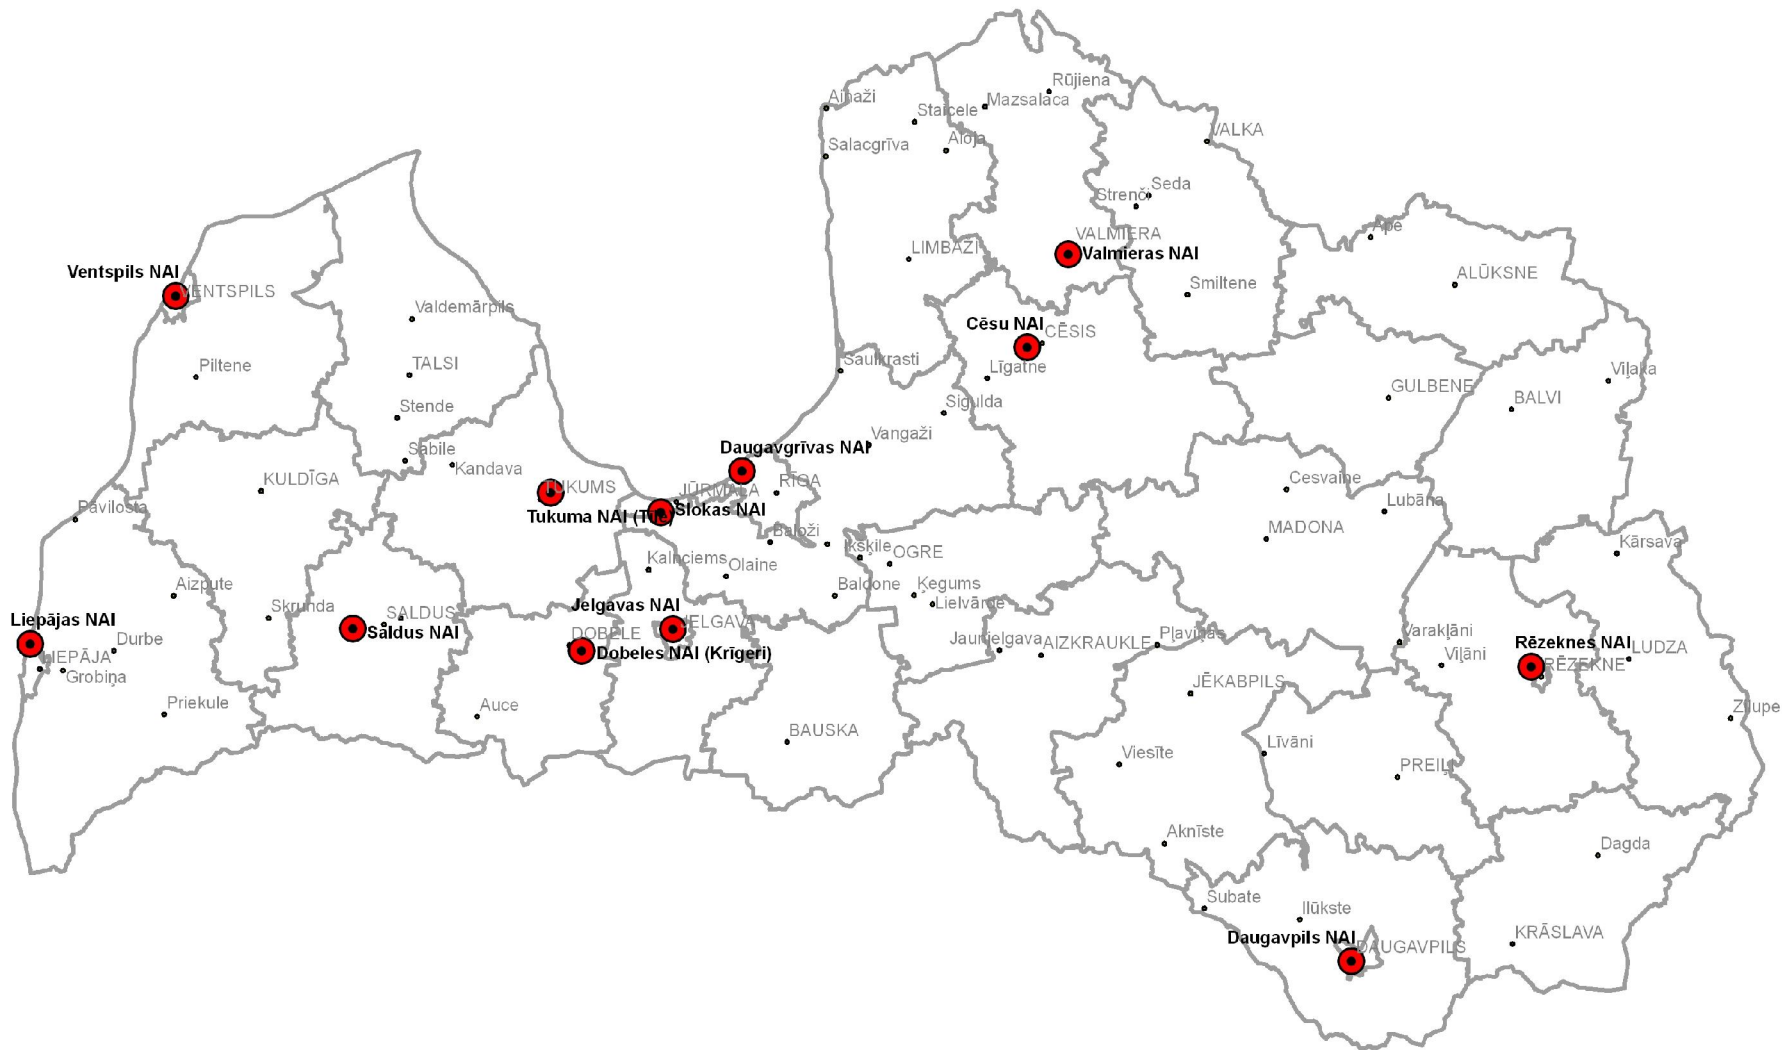 Rūjiena
Ainaži
Mazsalaca
Staicele
VALKA
Salacgrīva
Aloja
Seda
Strenči
Ape
VALMIERA
LIMBAŽI
Valmieras NAI
Ventspils NAI
ALŪKSNE
VENTSPILS
Smiltene
Valdemārpils
Cēsu NAI
CĒSIS
Saulkrasti
TALSI
Piltene
Līgatne
Viļaka
GULBENE
BALVI
Stende
Sigulda
Vangaži
Daugavgrīvas NAI
Sabile
Kandava
KULDĪGA
Cesvaine
RĪGA
TUKUMS
JŪRMALA
Lubāna
Pāvilosta
Slokas NAI
Tukuma NAI (Tile)
MADONA
Baloži
Kārsava
Ikšķile
OGRE
Kalnciems
Olaine
Aizpute
Baldone
Ķegums
Lielvārde
Skrunda
Jelgavas NAI
SALDUS
Liepājas NAI
JELGAVA
Saldus NAI
Varakļāni
DOBELE
Durbe
Jaunjelgava
AIZKRAUKLE
Pļaviņas
Rēzeknes NAI
LUDZA
Dobeles NAI (Krīgeri)
LIEPĀJA
Viļāni
RĒZEKNE
Grobiņa
JĒKABPILS
Priekule
Auce
Zilupe
BAUSKA
Līvāni
Viesīte
PREIĻI
Aknīste
Dagda
Subate
Ilūkste
KRĀSLAVA
Daugavpils NAI
DAUGAVPILS